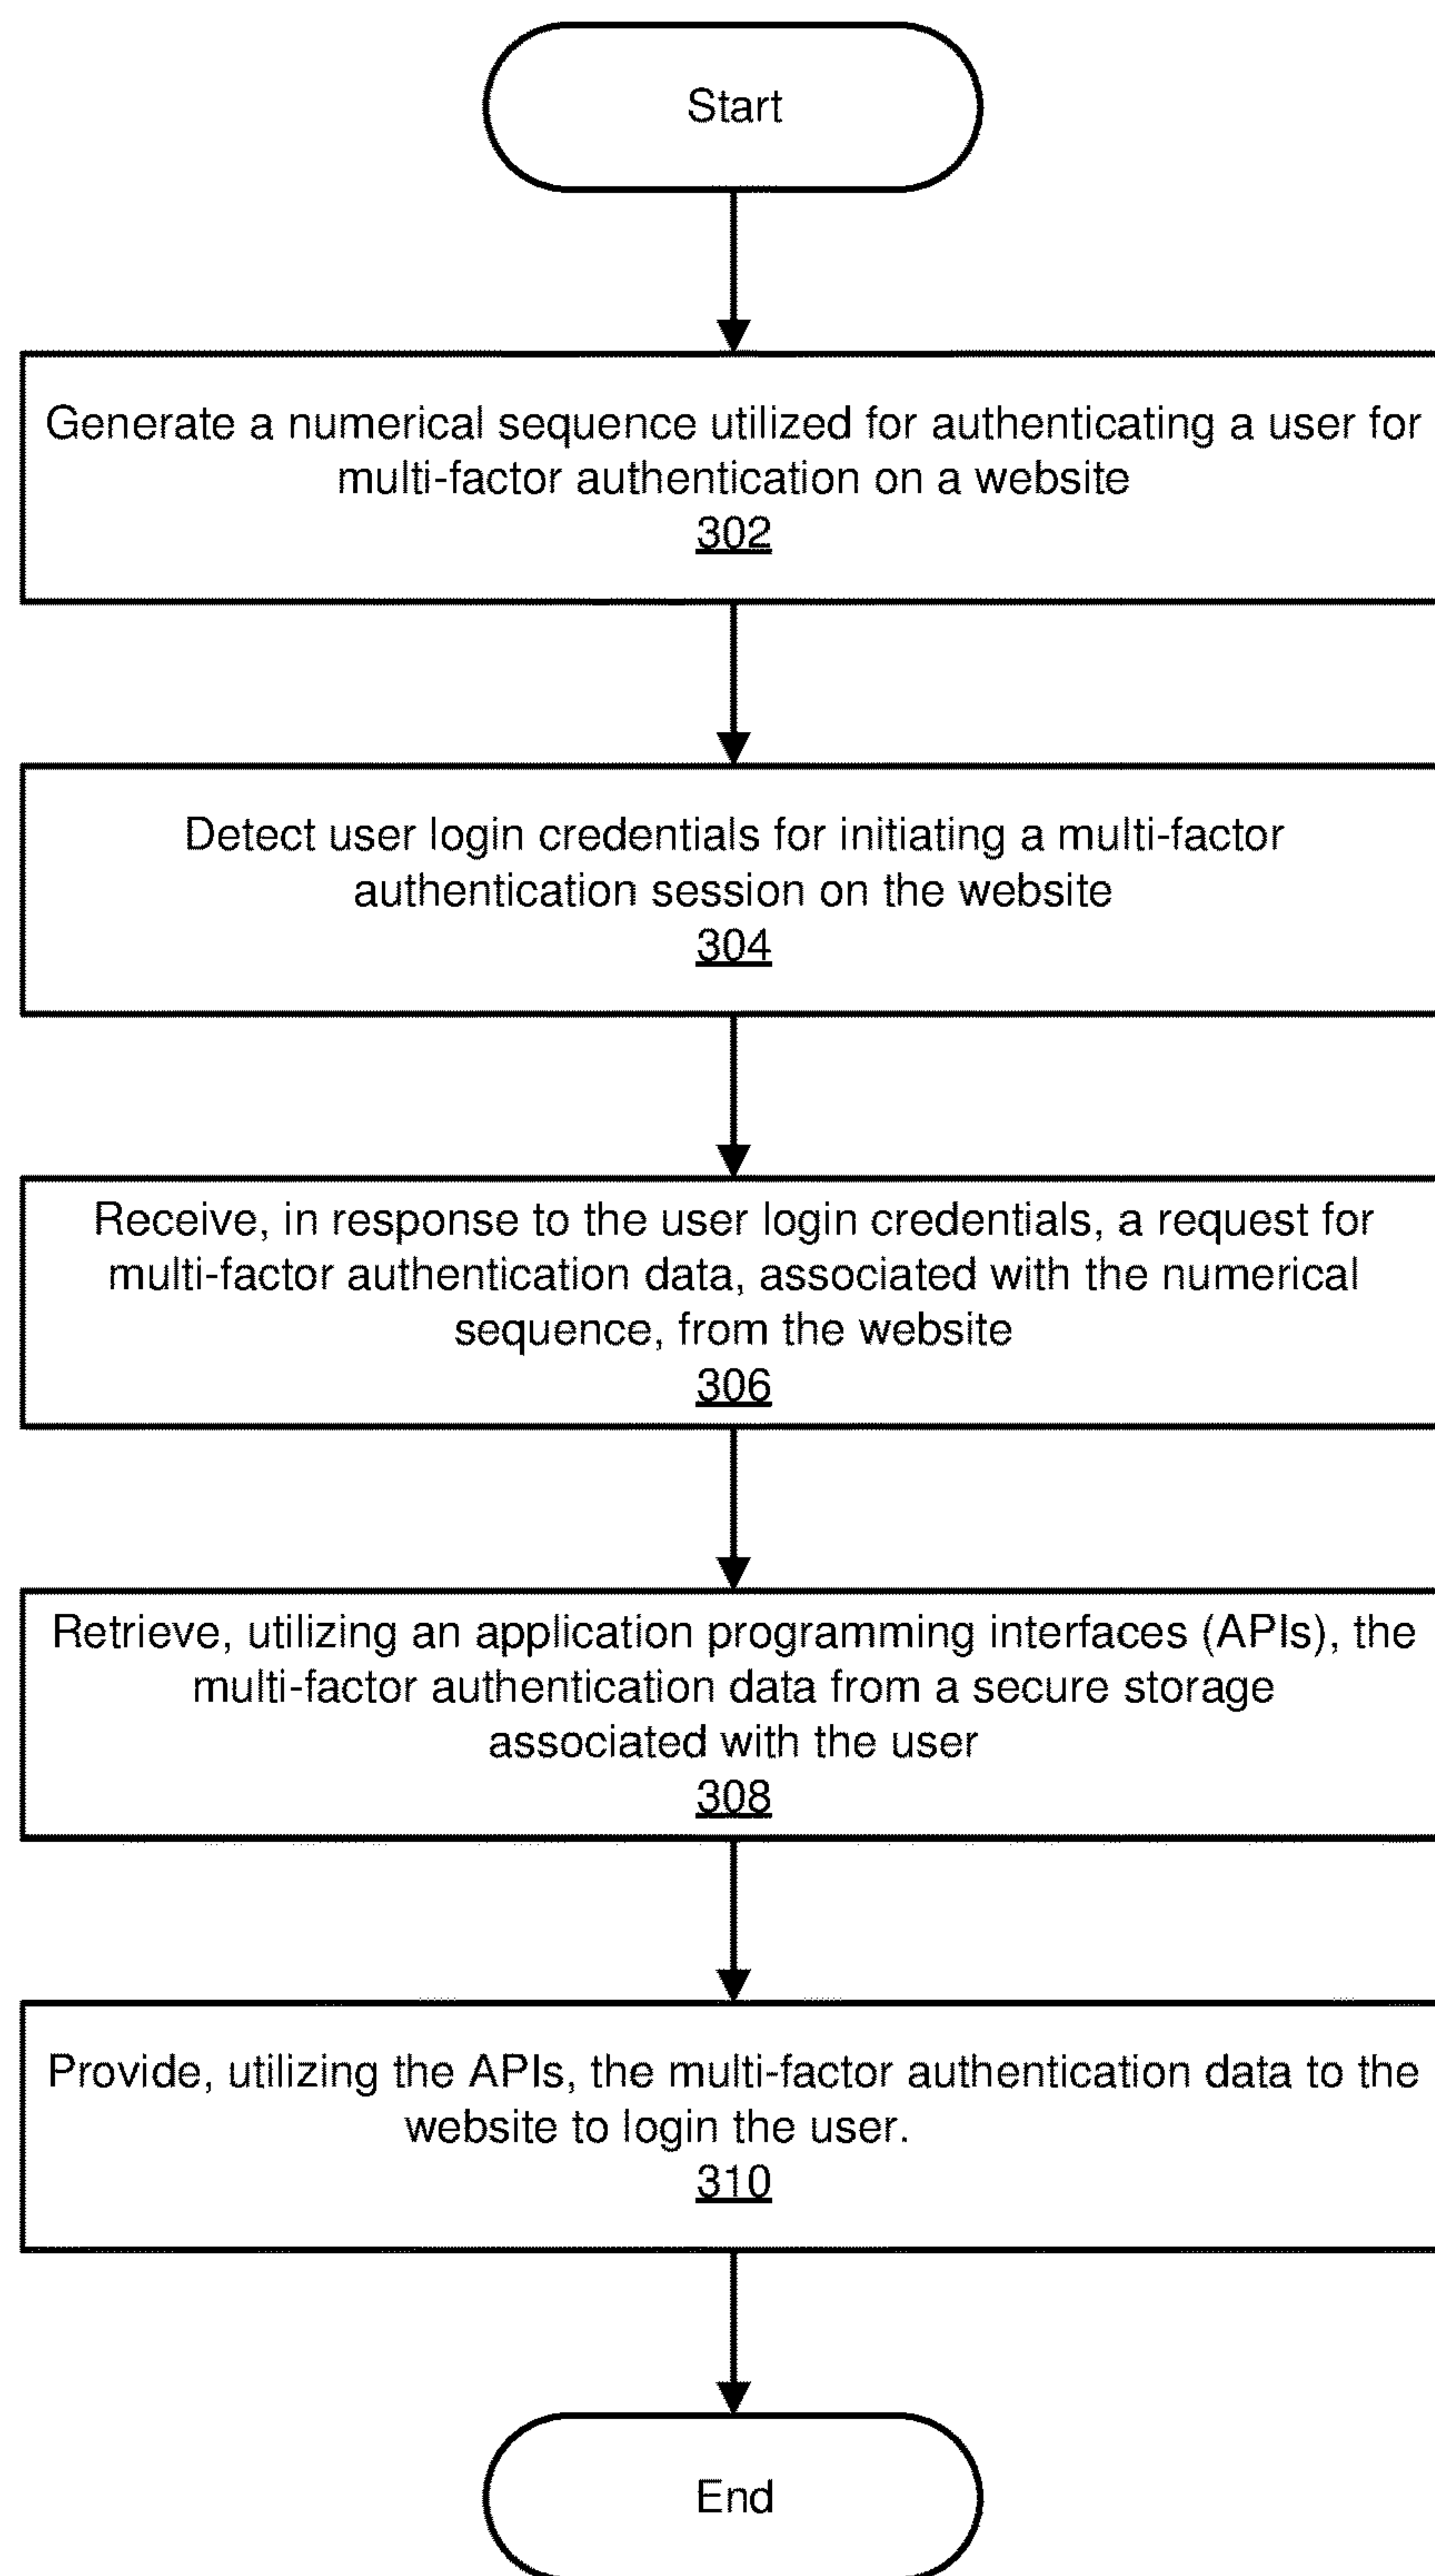 Start
Generate a numerical sequence utilized for authenticating a user for
multi-factor authentication on a website
302
Detect user login credentials for initiating a multi-factor
authentication session on the website
304
Receive, in response to the user login credentials, a request for
multi-factor authentication data, associated with the numerical
sequence, from the website
306
Retrieve, utilizing an application programming interfaces (APIs), the
multi-factor authentication data from a secure storage
associated with the user
308
Provide, utilizing the APIs, the multi-factor authentication data to the
website to login the user.
310
End